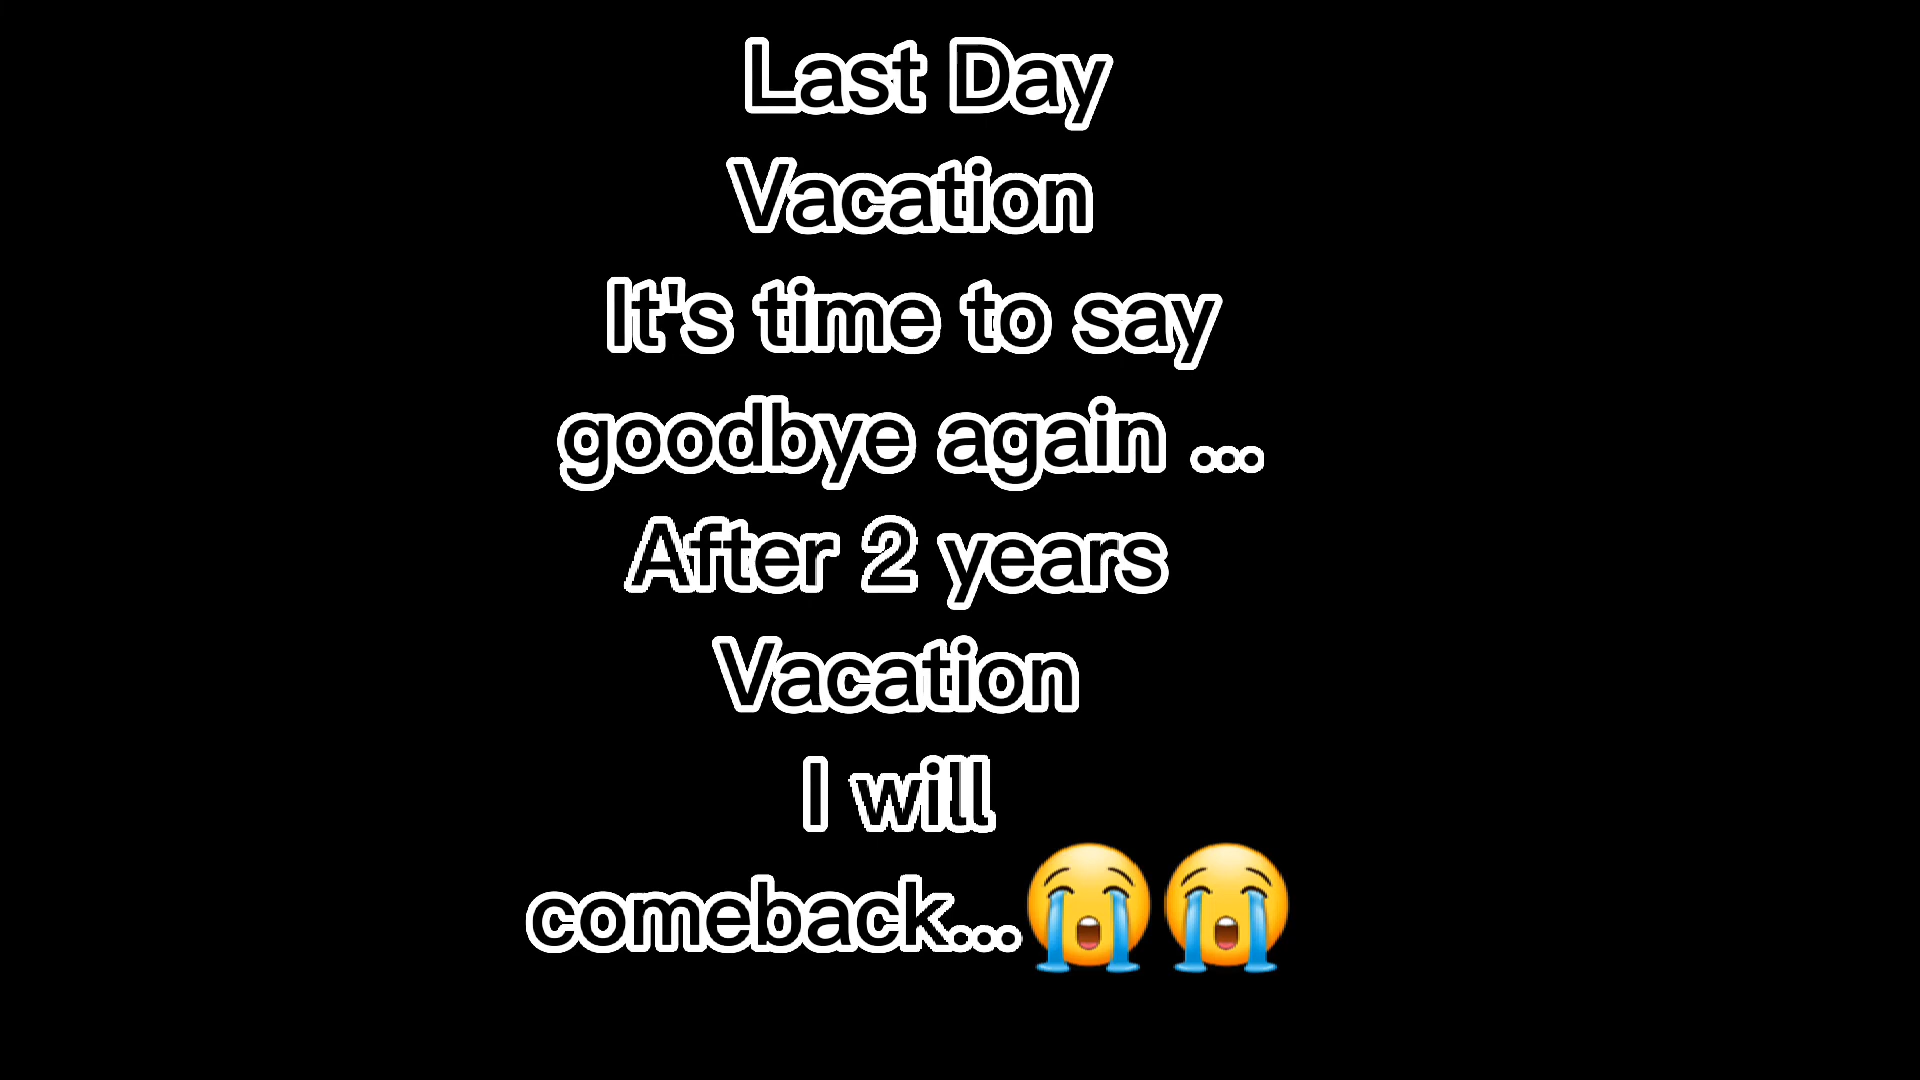 Last Day
Vacation
It's time to say
goodbye again ...
After 2 years
Vacation
I will
comeback...😭😭